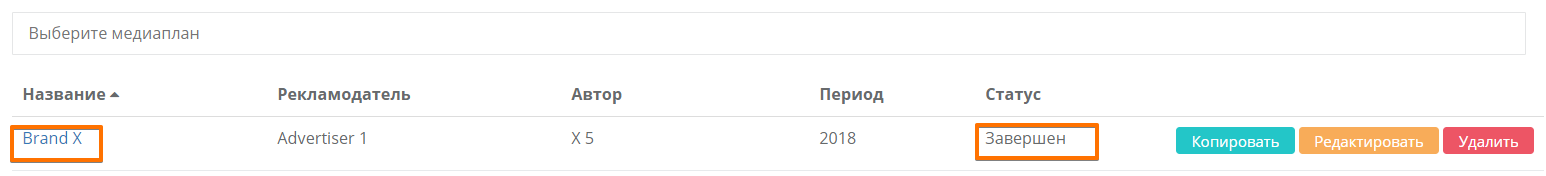 Выберите медиаплан
Название Рекламодатель Автор Период Статус
Brand X Advertiser 1 X 5 2018 Завершен Копировать Редактировать Удалить